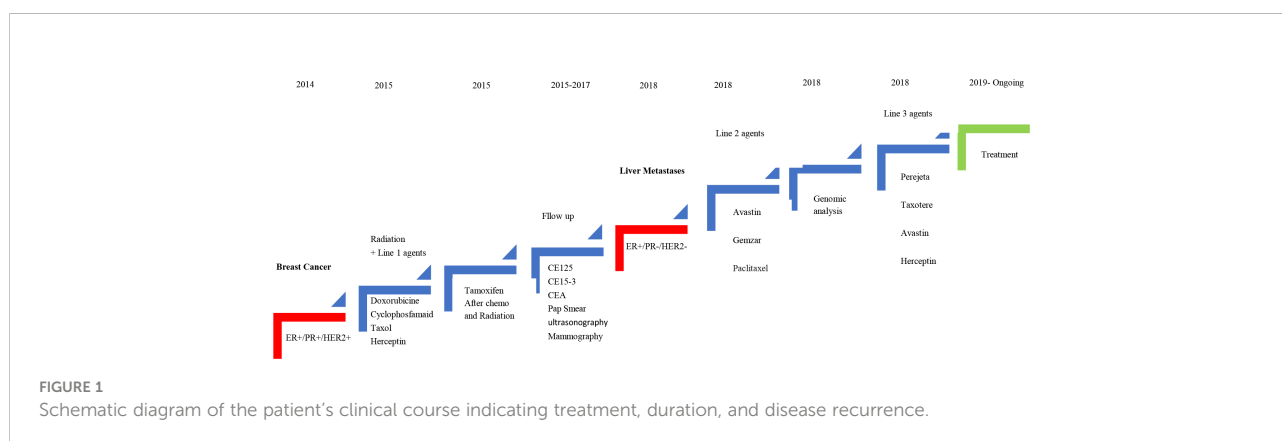 2014
2015
2015
2015-2017
2018
2018
2018
2018
2019- Ongoing
Breast Cancer
ER+/PR+/HER2+
Radiation
+ Line 1 agents
Doxorubicine
Cyclophosfamaid
Taxol
Herceptin
Tamoxifen
After chemo
and Radiation
Fllow up
CE125
CE15-3
CEA
Pap Smear
ultrasonography
Mammography
Liver Metastases
ER+/PR-/HER2-
Line 2 agents
Avastin
Gemzar
Paclitaxel
Genomic
analysis
Line 3 agents
Perejeta
Taxotere
Avastin
Herceptin
Treatment
FIGURE 1
Schematic diagram of the patient's clinical course indicating treatment, duration, and disease recurrence.